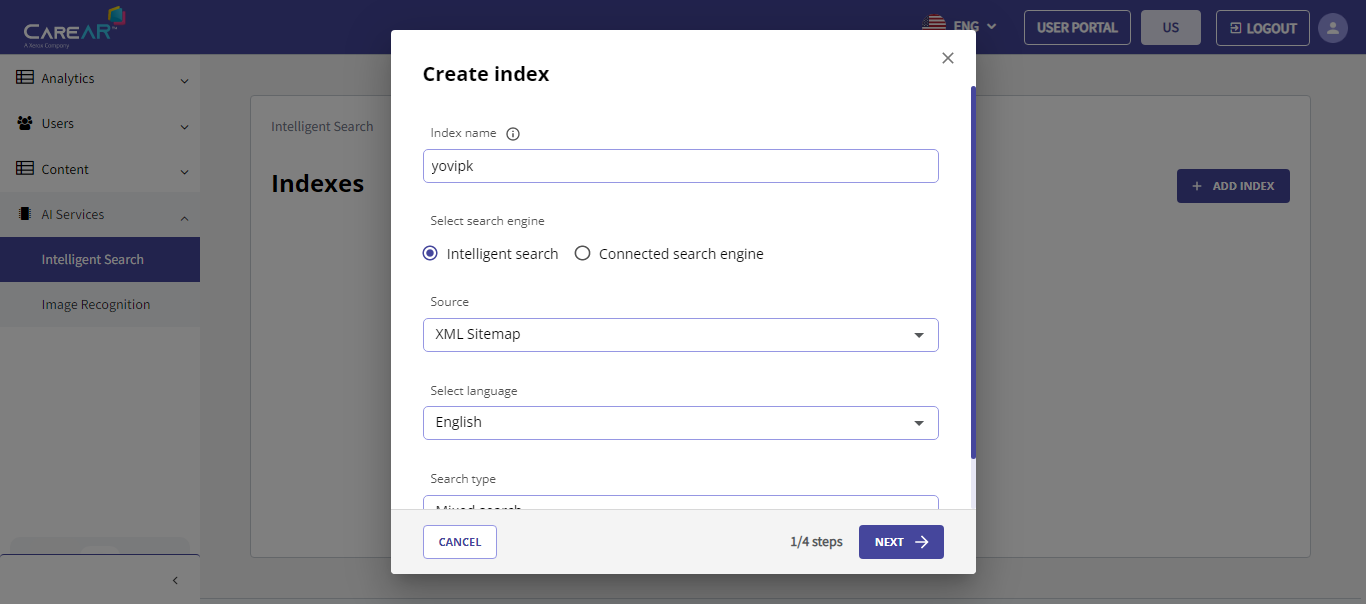 CAREAR™
A Xerox Company
ENG
USER PORTAL
US
LOGOUT
Analytics
Users
Content
AI Services
Intelligent Search
Image Recognition
Intelligent Search
Indexes
ADD INDEX
Create index
Index name
yovipk
Select search engine
Intelligent search
Connected search engine
Source
XML Sitemap
Select language
English
Search type
Mixed search
CANCEL
1/4 steps
NEXT